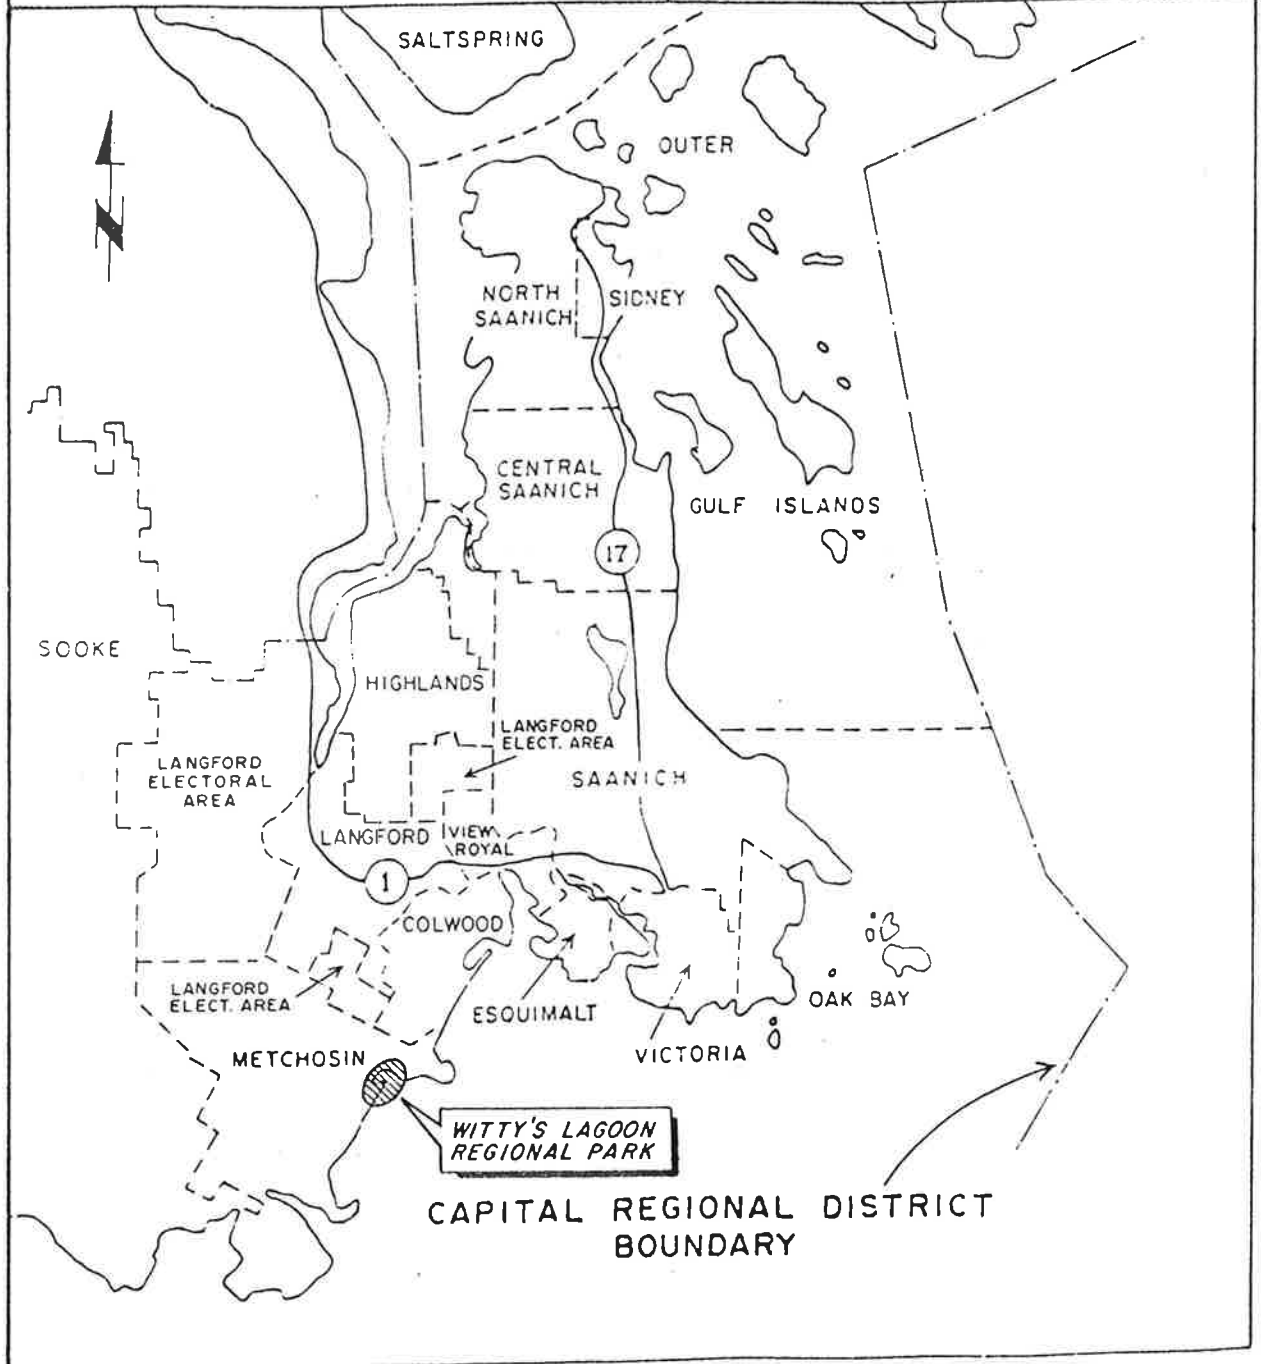 SALTSPRING
N
OUTER
NORTH
SAANICH
SIDNEY
CENTRAL
SAANICH
GULF ISLANDS
17
SOOKE
HIGHLANDS
LANGFORD
ELECT. AREA
LANGFORD
ELECTORAL
AREA
SAANICH
LANGFORD
VIEW
ROYAL
1
COLWOOD
LANGFORD
ELECT. AREA
ESQUIMALT
OAK BAY
METCHOSIN
VICTORIA
WITTY'S LAGOON
REGIONAL PARK
CAPITAL REGIONAL DISTRICT
BOUNDARY